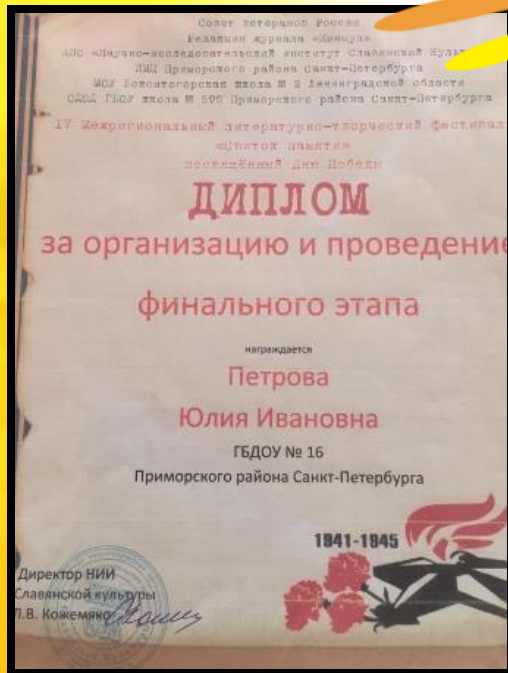 Совет ветеранов России
Редакция журнала «Консул»
АНО «Научно-исследовательский институт Славянской Культ
ИМЦ Приморского района Санкт-Петербурга
МОУ Бокситогорская школа № 2 Ленинградской области
ГБОУ школа № 690 Приморского района Санкт-Петербурга
IV Межрегиональный литературно-творческий фестиваль
«Свиток памяти»
посвящённый Дню Победы
ДИПЛОМ
за организацию и проведение
финального этапа
награждается
Петрова
Юлия Ивановна
ГБДОУ № 16
Приморского района Санкт-Петербурга
1941-1945
Директор НИИ
Славянской культуры
Л.В. Кожемяко